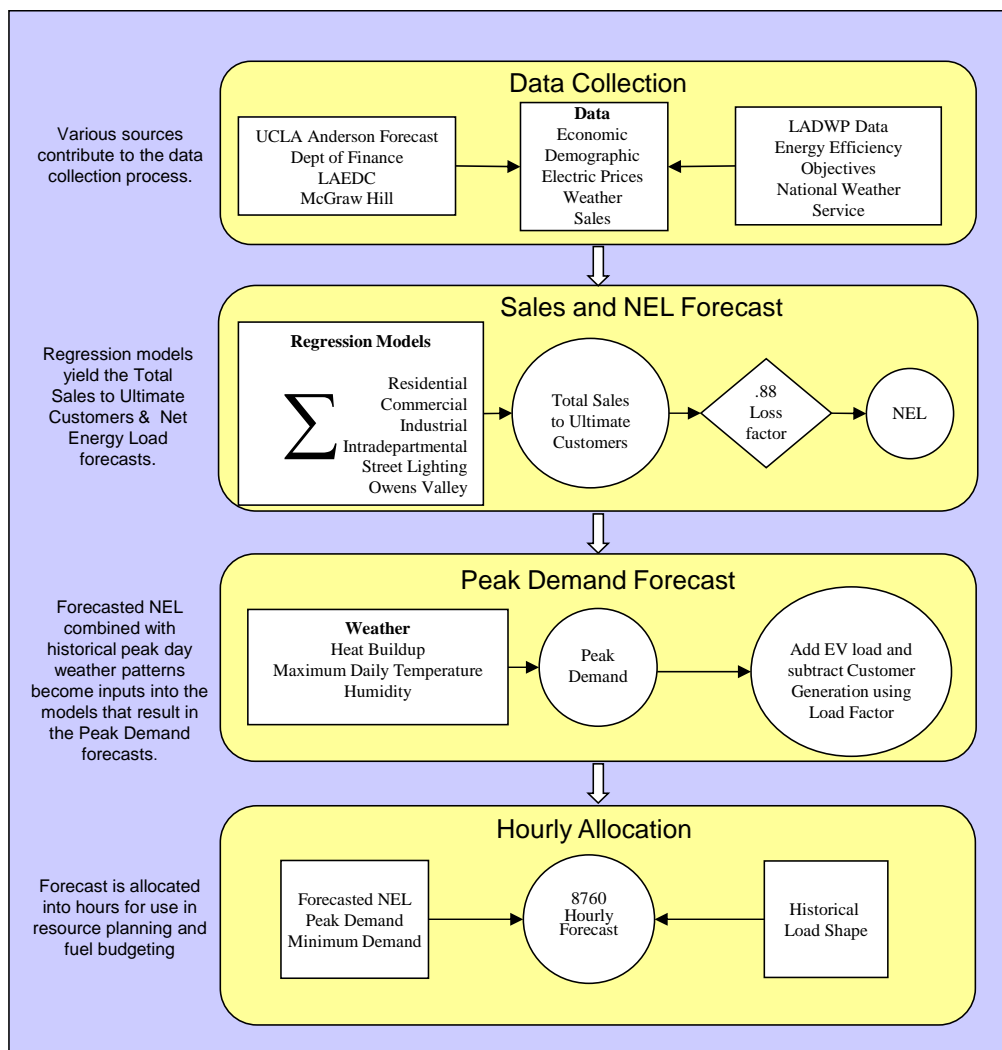 Data Collection
Various sources
contribute to the data
collection process.
UCLA Anderson Forecast
Dept of Finance
LAEDC
McGraw Hill
Data
Economic
Demographic
Electric Prices
Weather
Sales
LADWP Data
Energy Efficiency
Objectives
National Weather
Service
Sales and NEL Forecast
Regression models
yield the Total
Sales to Ultimate
Customers & Net
Energy Load
forecasts.
Regression Models
∑
Residential
Commercial
Industrial
Intradepartmental
Street Lighting
Owens Valley
Total Sales
to Ultimate
Customers
.88
Loss
factor
NEL
Peak Demand Forecast
Forecasted NEL
combined with
historical peak day
weather patterns
become inputs into the
models that result in
the Peak Demand
forecasts.
Weather
Heat Buildup
Maximum Daily Temperature
Humidity
Peak
Demand
Add EV load and
subtract Customer
Generation using
Load Factor
Hourly Allocation
Forecast is allocated
into hours for use in
resource planning and
fuel budgeting
Forecasted NEL
Peak Demand
Minimum Demand
8760
Hourly
Forecast
Historical
Load Shape